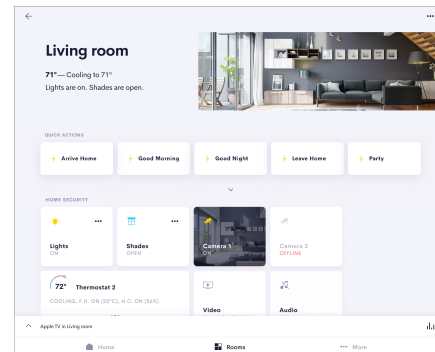 Living room
71°— Cooling to 71°
Lights are on. Shades are open.
QUICK ACTIONS
Arrive Home
Good Morning
Good Night
Leave Home
Party
HOME SECURITY
Lights
ON
Shades
OPEN
Camera 1
ON
Camera 2
OFFLINE
72° Thermostat 2
COOLING, F.H. ON (25°C), H.C. ON (56%)
Video
Audio
Apple TV in Living room
Home
Rooms
More